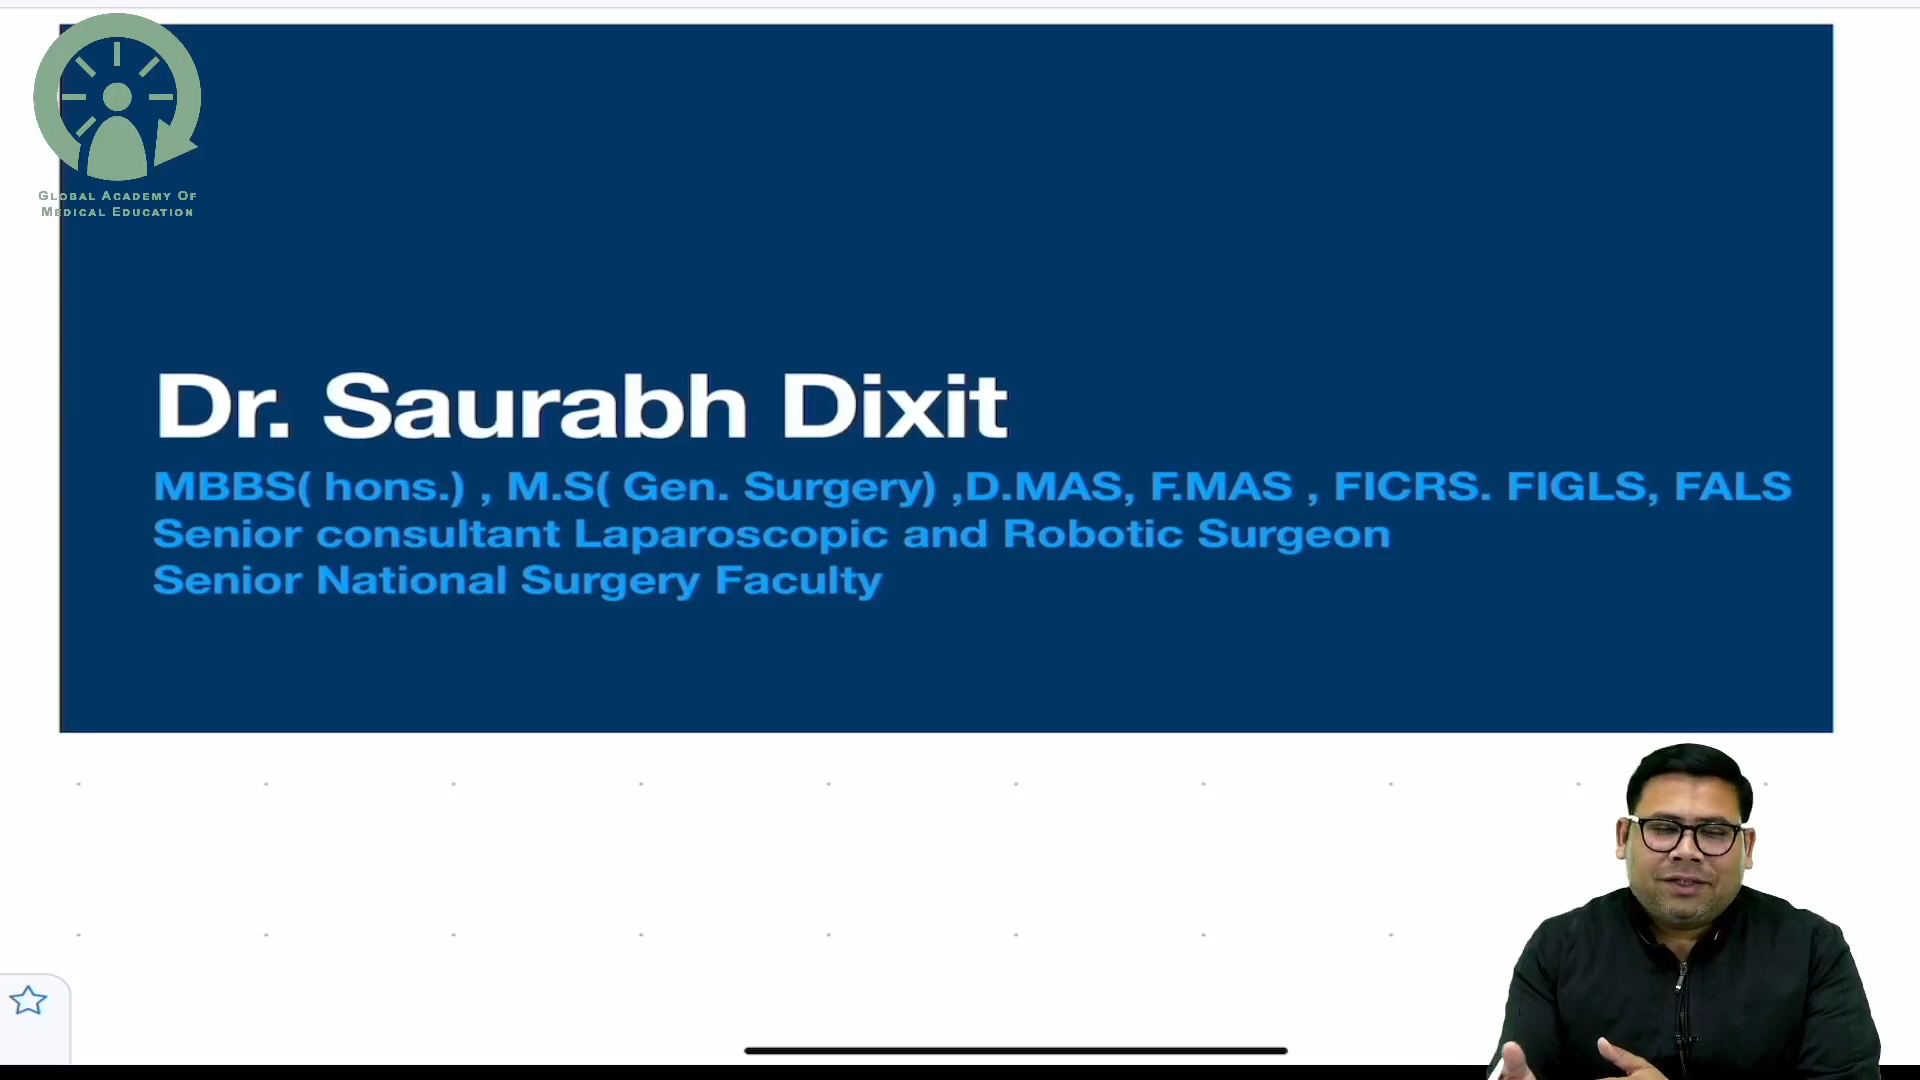 Global Academy Of
Medical Education
Dr. Saurabh Dixit
MBBS( hons.) , M.S( Gen. Surgery) ,D.MAS, F.MAS , FICRS. FIGLS, FALS
Senior consultant Laparoscopic and Robotic Surgeon
Senior National Surgery Faculty